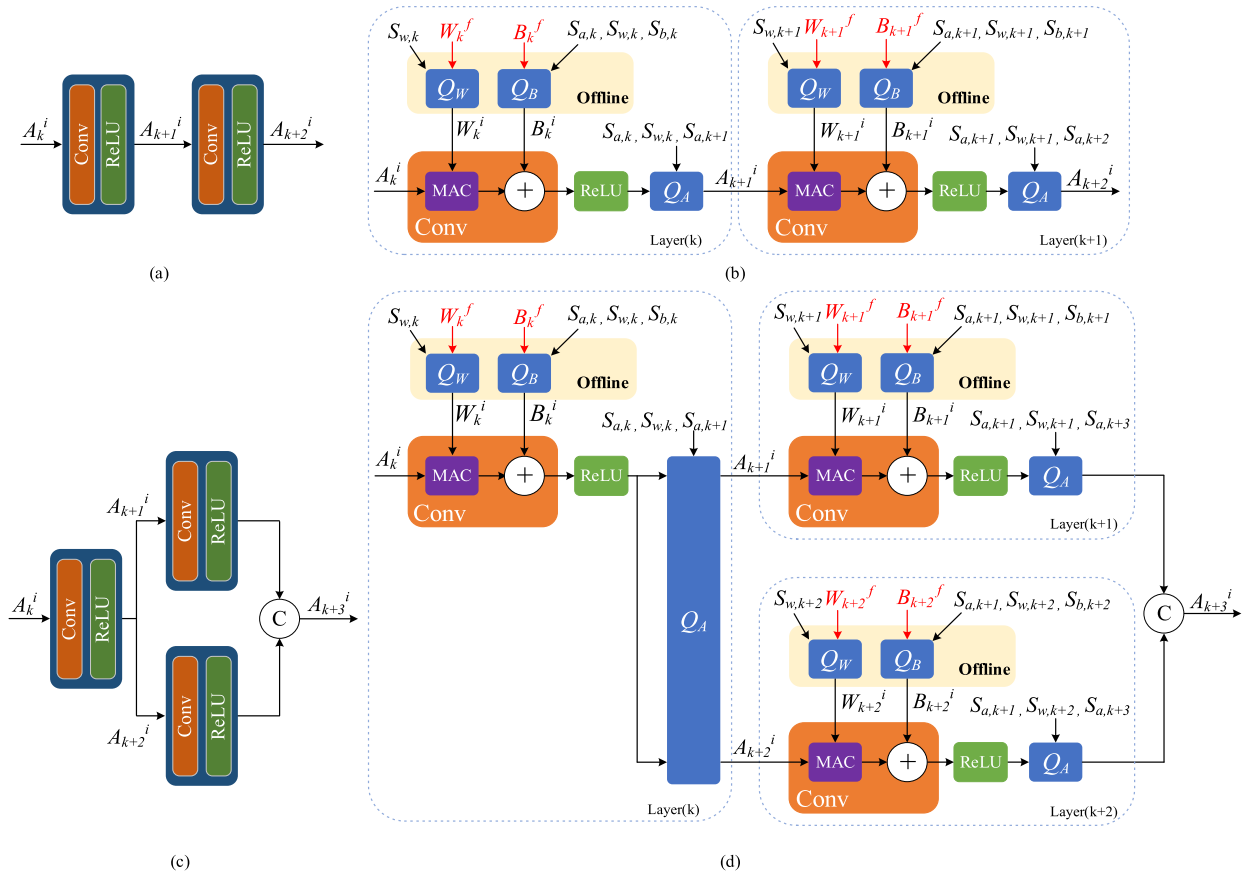 A_k^i
Conv
ReLU
A_{k+1}^i
Conv
ReLU
A_{k+2}^i
(a)
S_{w,k} W_k^f B_k^f S_{a,k}, S_{w,k}, S_{b,k}
Q_W Q_B Offline
W_k^i B_k^i S_{a,k}, S_{w,k}, S_{a,k+1}
A_k^i MAC + ReLU Q_A A_{k+1}^i
Conv
Layer(k)
S_{w,k+1} W_{k+1}^f B_{k+1}^f S_{a,k+1}, S_{w,k+1}, S_{b,k+1}
Q_W Q_B Offline
W_{k+1}^i B_{k+1}^i S_{a,k+1}, S_{w,k+1}, S_{a,k+2}
MAC + ReLU Q_A A_{k+2}^i
Conv
Layer(k+1)
(b)
A_k^i
Conv
ReLU
A_{k+1}^i
Conv
ReLU
A_{k+2}^i
Conv
ReLU
C
A_{k+3}^i
(c)
S_{w,k} W_k^f B_k^f S_{a,k}, S_{w,k}, S_{b,k}
Q_W Q_B Offline
W_k^i B_k^i S_{a,k}, S_{w,k}, S_{a,k+1}
A_k^i MAC + ReLU Q_A
Conv
Layer(k)
A_{k+1}^i
A_{k+2}^i
S_{w,k+1} W_{k+1}^f B_{k+1}^f S_{a,k+1}, S_{w,k+1}, S_{b,k+1}
Q_W Q_B Offline
W_{k+1}^i B_{k+1}^i S_{a,k+1}, S_{w,k+1}, S_{a,k+3}
MAC + ReLU Q_A
Conv
Layer(k+1)
S_{w,k+2} W_{k+2}^f B_{k+2}^f S_{a,k+1}, S_{w,k+2}, S_{b,k+2}
Q_W Q_B Offline
W_{k+2}^i B_{k+2}^i S_{a,k+1}, S_{w,k+2}, S_{a,k+3}
MAC + ReLU Q_A
Conv
Layer(k+2)
C
A_{k+3}^i
(d)